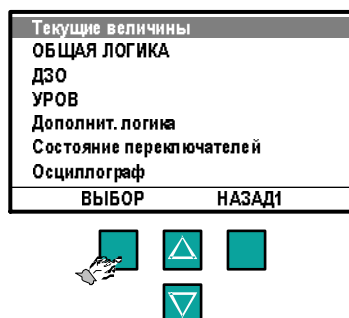 Текущие величины
ОБЩАЯ ЛОГИКА
ДЗО
УРОВ
Дополнит. логика
Состояние переключателей
Осциллограф
ВЫБОР НАЗАД1